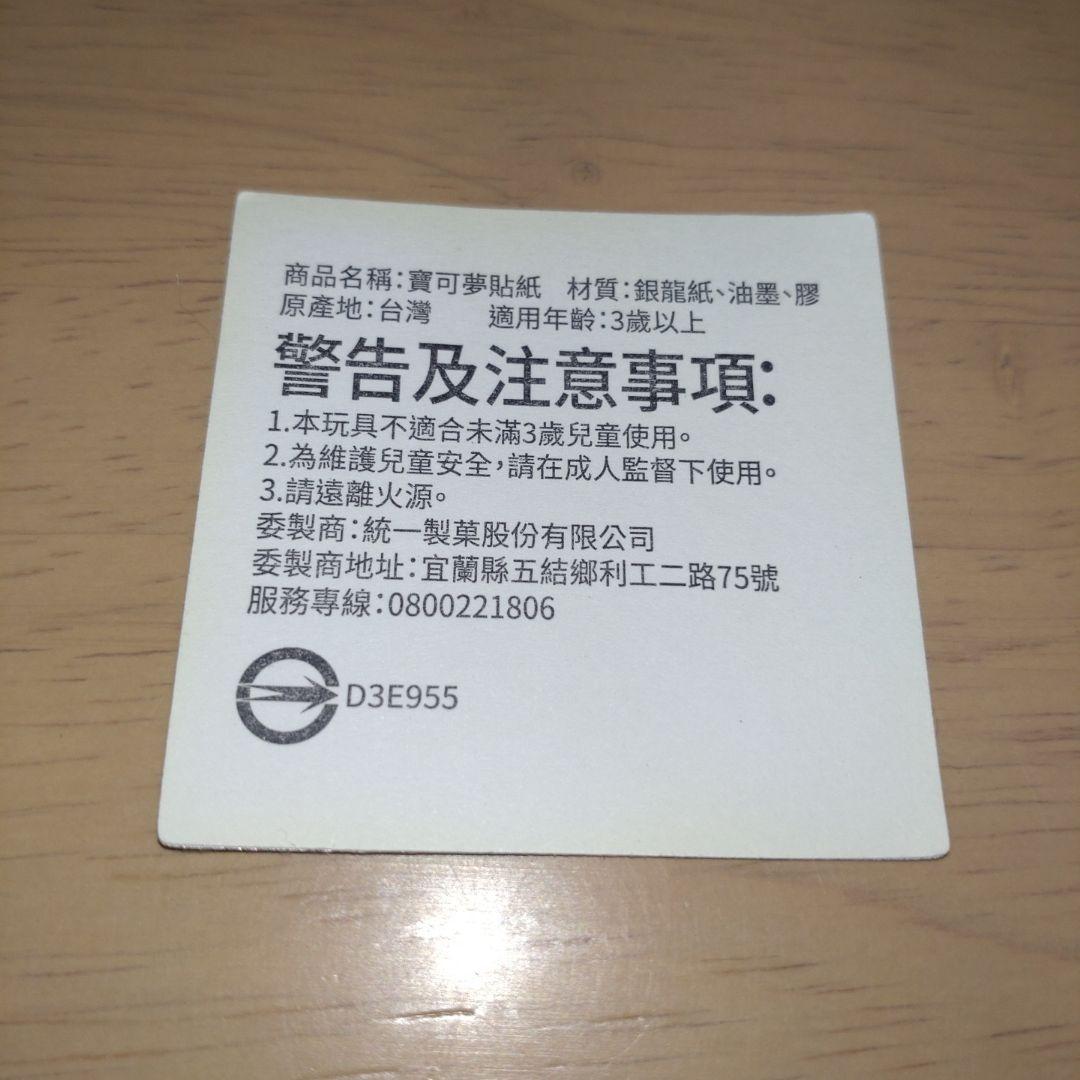 商品名稱:寶可夢貼紙 材質:銀龍紙、油墨、膠
原產地:台灣 適用年齡:3歲以上
警告及注意事項:
1.本玩具不適合未滿3歲兒童使用。
2.為維護兒童安全,請在成人監督下使用。
3.請遠離火源。
委製商:統一製菓股份有限公司
委製商地址:宜蘭縣五結鄉利工二路75號
服務專線:0800221806
D3E955